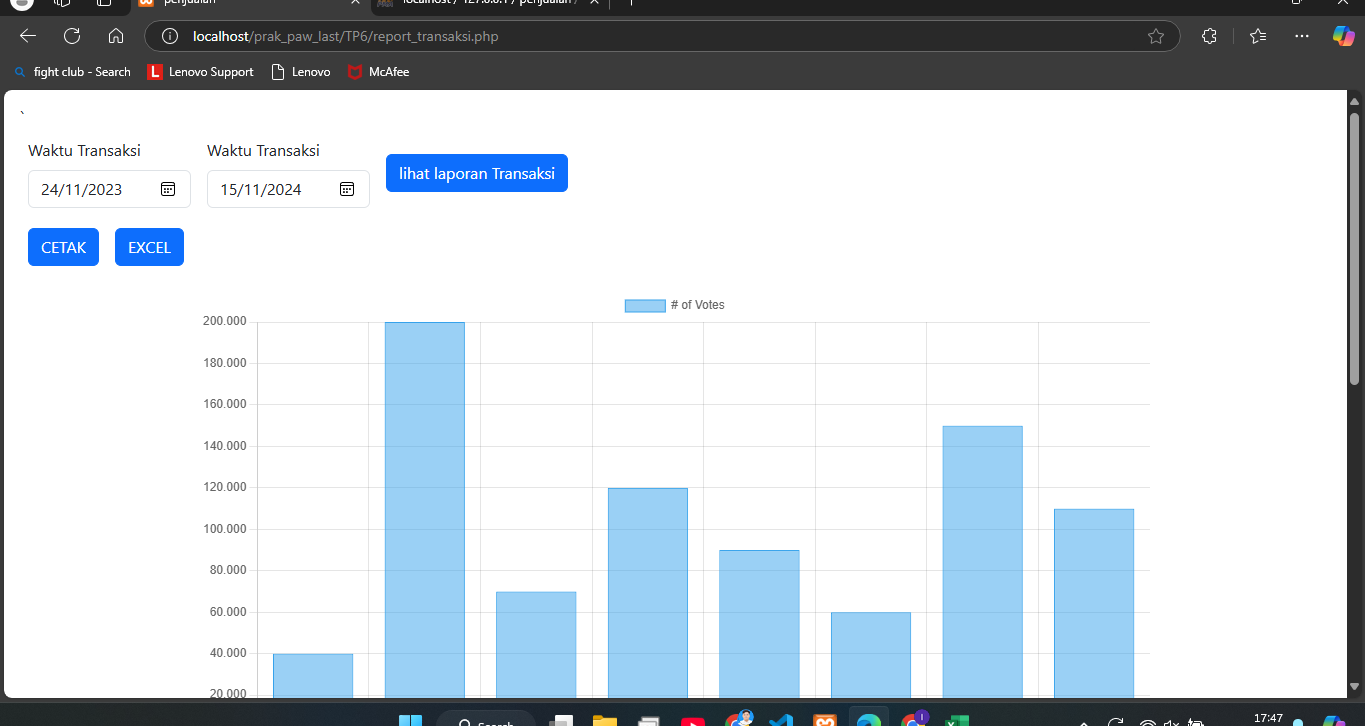 penjualan
localhost / 127.0.0.1 / penjualan /
localhost/prak_paw_last/TP6/report_transaksi.php
fight club - Search
L Lenovo Support
Lenovo
McAfee
`
Waktu Transaksi
Waktu Transaksi
24/11/2023
15/11/2024
lihat laporan Transaksi
CETAK
EXCEL
# of Votes
200.000
180.000
160.000
140.000
120.000
100.000
80.000
60.000
40.000
20.000
Search
17:47